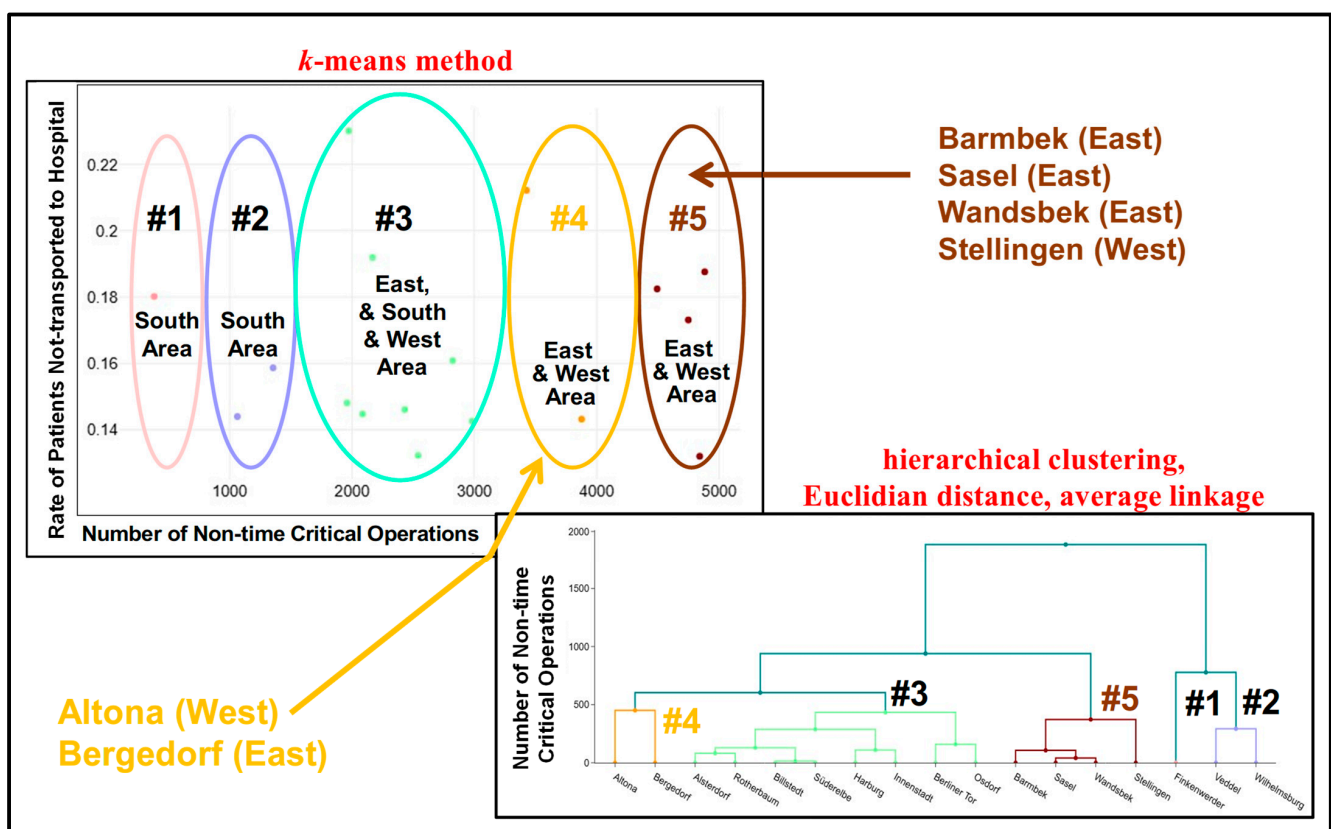 k-means method
Rate of Patients Not-transported to Hospital
0.22
0.2
0.18
0.16
0.14
#1
#2
#3
#4
#5
South
Area
South
Area
East,
& South
& West
Area
East
& West
Area
East
& West
Area
1000
2000
3000
4000
5000
Number of Non-time Critical Operations
Barmbek (East)
Sasel (East)
Wandsbek (East)
Stellingen (West)
Altona (West)
Bergedorf (East)
hierarchical clustering,
Euclidian distance, average linkage
Number of Non-time
Critical Operations
2000
1500
1000
500
0
#4
#3
#5
#1
#2
Altona
Bergedorf
Alsterdorf
Rotherbaum
Billstedt
Süderelbe
Harburg
Innenstadt
Berliner Tor
Osdorf
Barmbek
Sasel
Wandsbek
Stellingen
Finkenwerder
Veddel
Wilhelmsburg